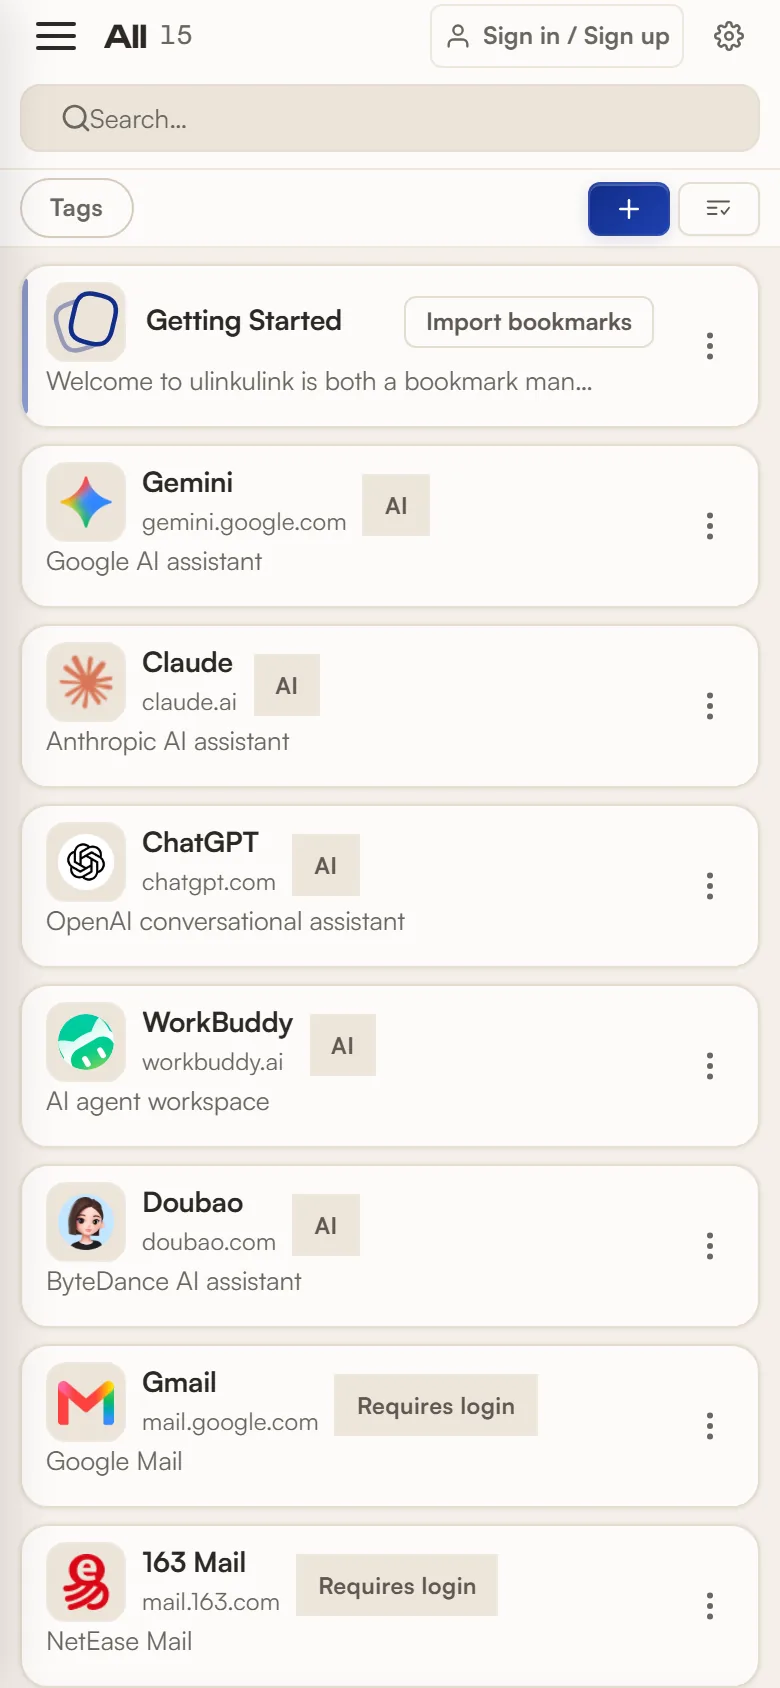 All 15
Sign in / Sign up
Search...
Tags
Getting Started
Import bookmarks
Welcome to ulinkulink is both a bookmark man...
Gemini
gemini.google.com
AI
Google AI assistant
Claude
claude.ai
AI
Anthropic AI assistant
ChatGPT
chatgpt.com
AI
OpenAI conversational assistant
WorkBuddy
workbuddy.ai
AI
AI agent workspace
Doubao
doubao.com
AI
ByteDance AI assistant
Gmail
mail.google.com
Requires login
Google Mail
163 Mail
mail.163.com
Requires login
NetEase Mail